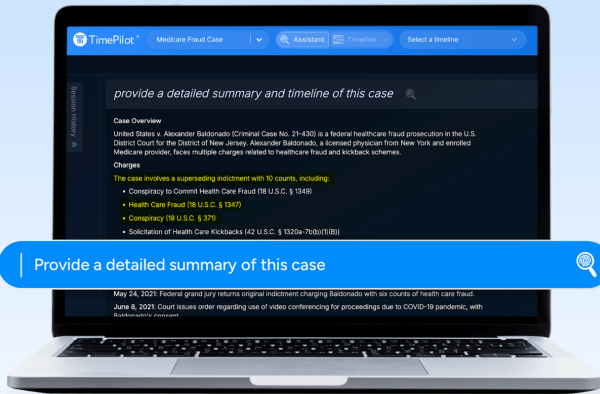 TimePilot
Medicare Fraud Case
Assistant
Timeline
Select a timeline
Session History
provide a detailed summary and timeline of this case
Case Overview
United States v. Alexander Baldonado (Criminal Case No. 21-430) is a federal healthcare fraud prosecution in the U.S.
District Court for the District of New Jersey. Alexander Baldonado, a licensed physician from New York and enrolled
Medicare provider, faces multiple charges related to healthcare fraud and kickback schemes.
Charges
The case involves a superseding indictment with 10 counts, including:
• Conspiracy to Commit Health Care Fraud (18 U.S.C. § 1349)
• Health Care Fraud (18 U.S.C. § 1347)
• Conspiracy (18 U.S.C. § 371)
• Solicitation of Health Care Kickbacks (42 U.S.C. § 1320a-7b(b)(1)(B))
Provide a detailed summary of this case
May 24, 2021: Federal grand jury returns original indictment charging Baldonado with six counts of health care fraud.
June 8, 2021: Court issues order regarding use of video conferencing for proceedings due to COVID-19 pandemic, with
Baldonado's consent